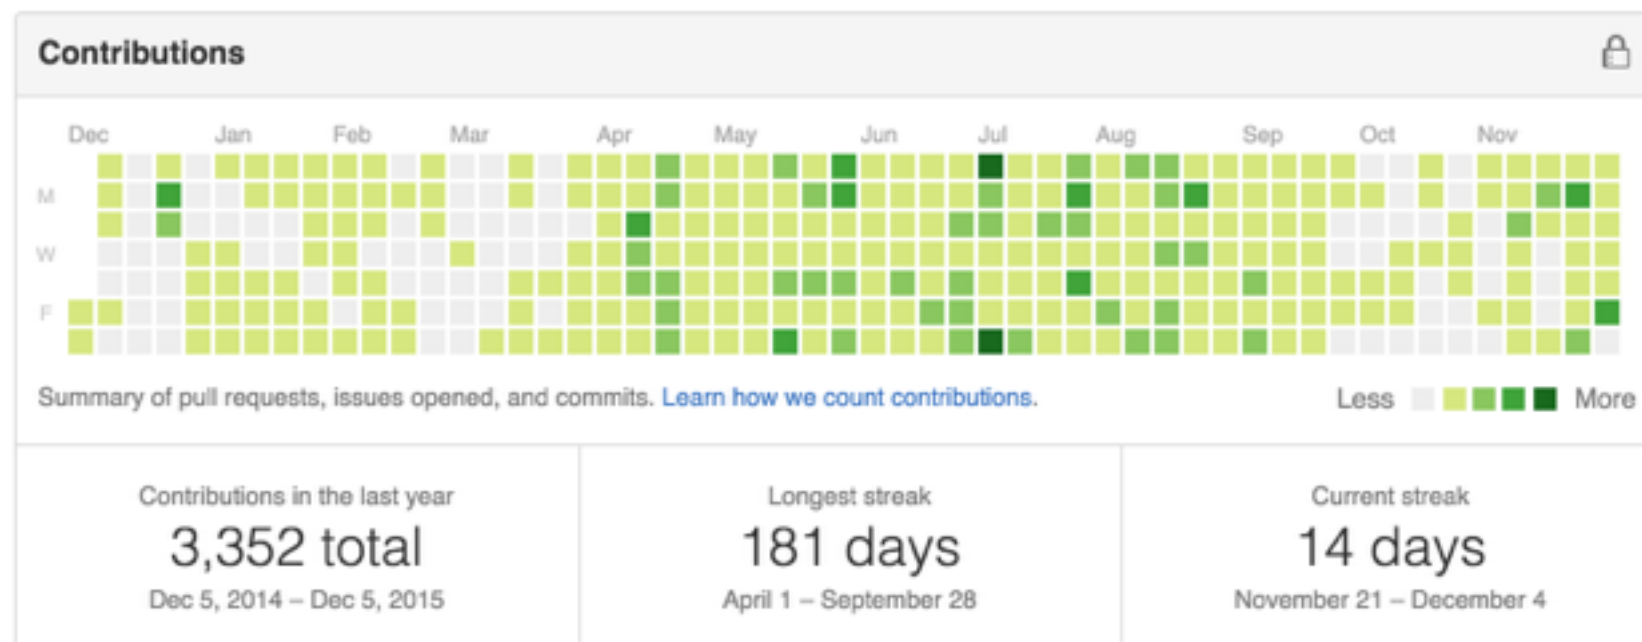 Contributions
Dec Jan Feb Mar Apr May Jun Jul Aug Sep Oct Nov
M
W
F
Summary of pull requests, issues opened, and commits. Learn how we count contributions. Less More
Contributions in the last year Longest streak Current streak
3,352 total 181 days 14 days
Dec 5, 2014 – Dec 5, 2015 April 1 – September 28 November 21 – December 4